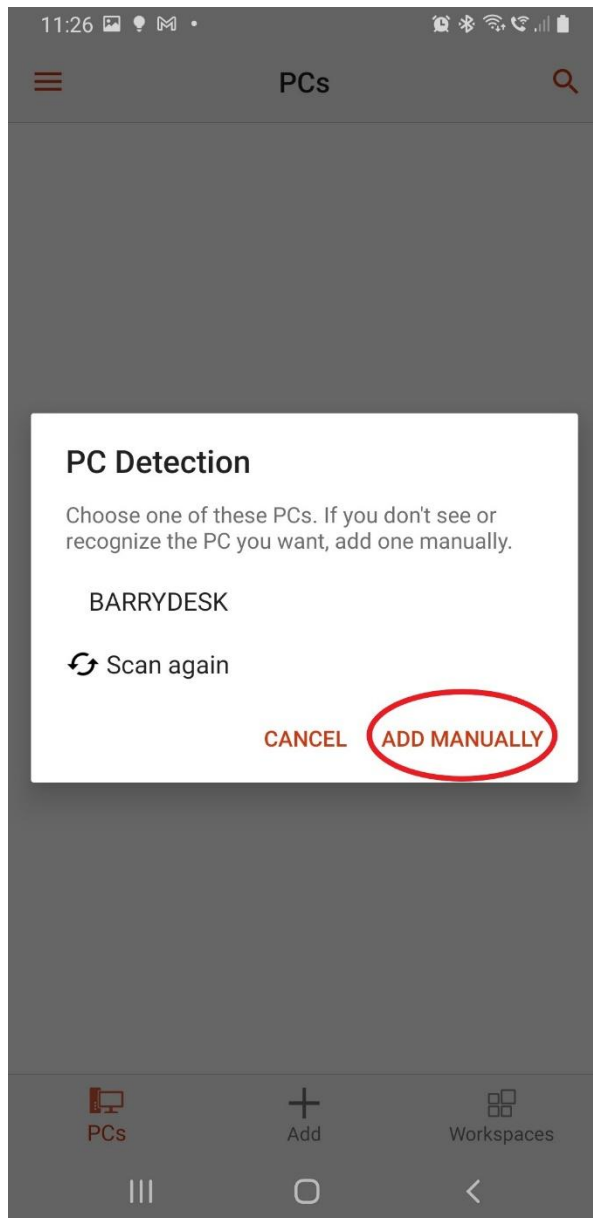 11:26
PCs
PC Detection
Choose one of these PCs. If you don't see or
recognize the PC you want, add one manually.
BARRYDESK
Scan again
CANCEL ADD MANUALLY
PCs Add Workspaces